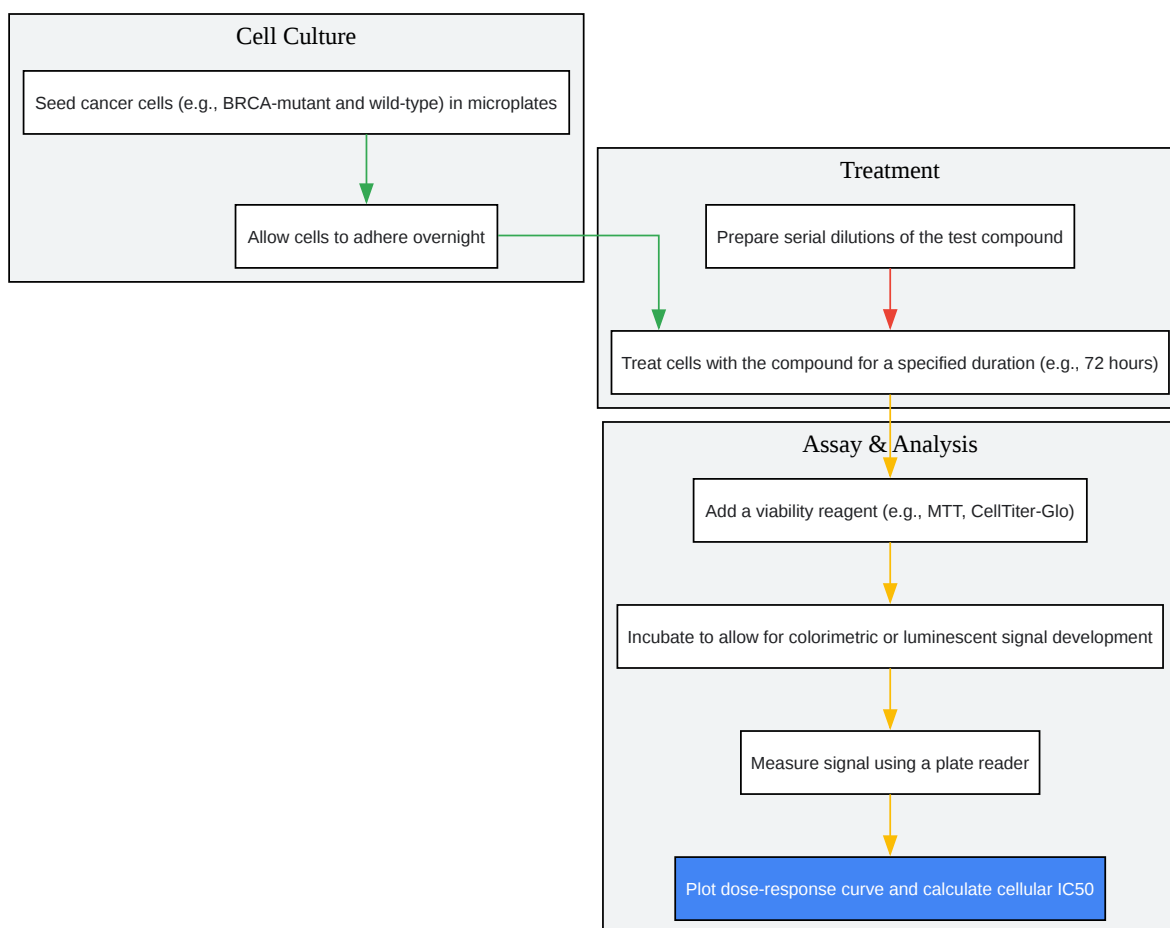 Cell Culture
Seed cancer cells (e.g., BRCA-mutant and wild-type) in microplates
Allow cells to adhere overnight
Treatment
Prepare serial dilutions of the test compound
Treat cells with the compound for a specified duration (e.g., 72 hours)
Assay & Analysis
Add a viability reagent (e.g., MTT, CellTiter-Glo)
Incubate to allow for colorimetric or luminescent signal development
Measure signal using a plate reader
Plot dose-response curve and calculate cellular IC50